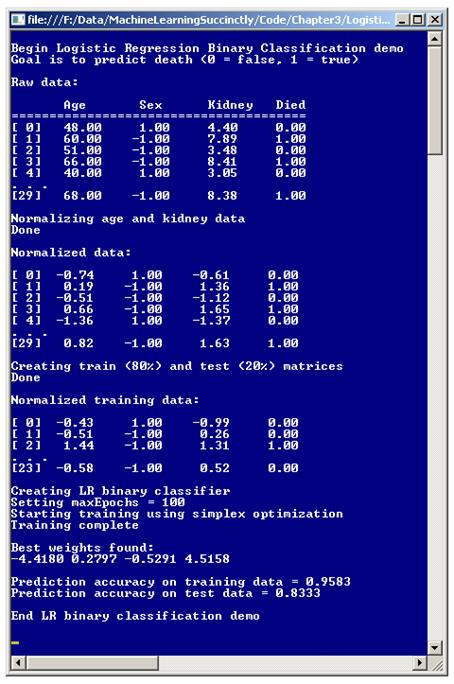 file:///F:/Data/MachineLearningSuccinctly/Code/Chapter3/Logisti...
Begin Logistic Regression Binary Classification demo
Goal is to predict death (0 = false, 1 = true)
Raw data:
Age Sex Kidney Died
=======================================
[ 0] 48.00 1.00 4.40 0.00
[ 1] 60.00 -1.00 7.89 1.00
[ 2] 51.00 -1.00 3.48 0.00
[ 3] 66.00 -1.00 8.41 1.00
[ 4] 40.00 1.00 3.05 0.00
. . .
[29] 68.00 -1.00 8.38 1.00
Normalizing age and kidney data
Done
Normalized data:
[ 0] -0.74 1.00 -0.61 0.00
[ 1] 0.19 -1.00 1.36 1.00
[ 2] -0.51 -1.00 -1.12 0.00
[ 3] 0.66 -1.00 1.65 1.00
[ 4] -1.36 1.00 -1.37 0.00
. . .
[29] 0.82 -1.00 1.63 1.00
Creating train (80%) and test (20%) matrices
Done
Normalized training data:
[ 0] -0.43 1.00 -0.99 0.00
[ 1] -0.51 -1.00 0.26 1.00
[ 2] 1.44 -1.00 1.31 1.00
. . .
[23] -0.58 -1.00 0.52 0.00
Creating LR binary classifier
Setting maxEpochs = 100
Starting training using simplex optimization
Training complete
Best weights found:
-4.4180 0.2797 -0.5291 4.5158
Prediction accuracy on training data = 0.9583
Prediction accuracy on test data = 0.8333
End LR binary classification demo